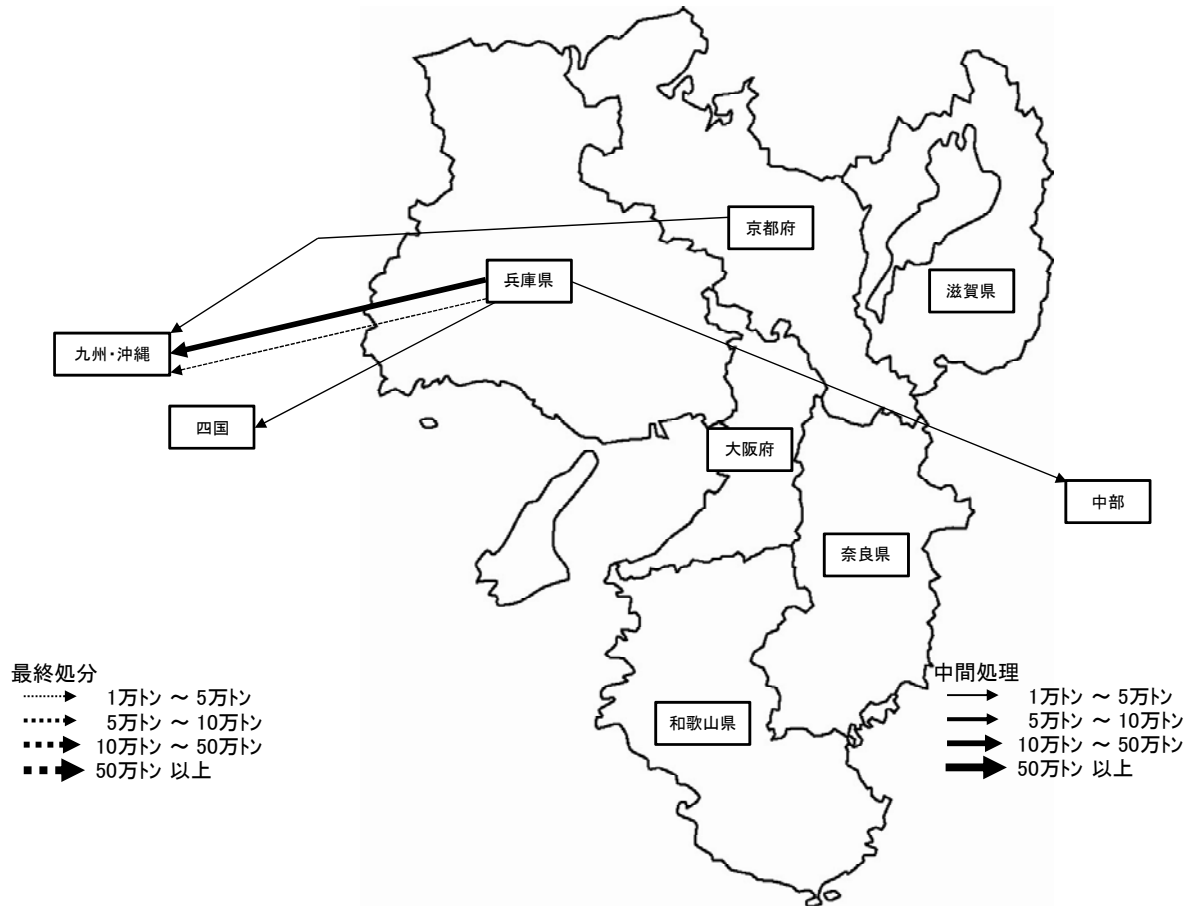 京都府
兵庫県
滋賀県
九州・沖縄
四国
大阪府
中部
奈良県
和歌山県
最終処分
1万トン ～ 5万トン
5万トン ～ 10万トン
10万トン ～ 50万トン
50万トン 以上
中間処理
1万トン ～ 5万トン
5万トン ～ 10万トン
10万トン ～ 50万トン
50万トン 以上